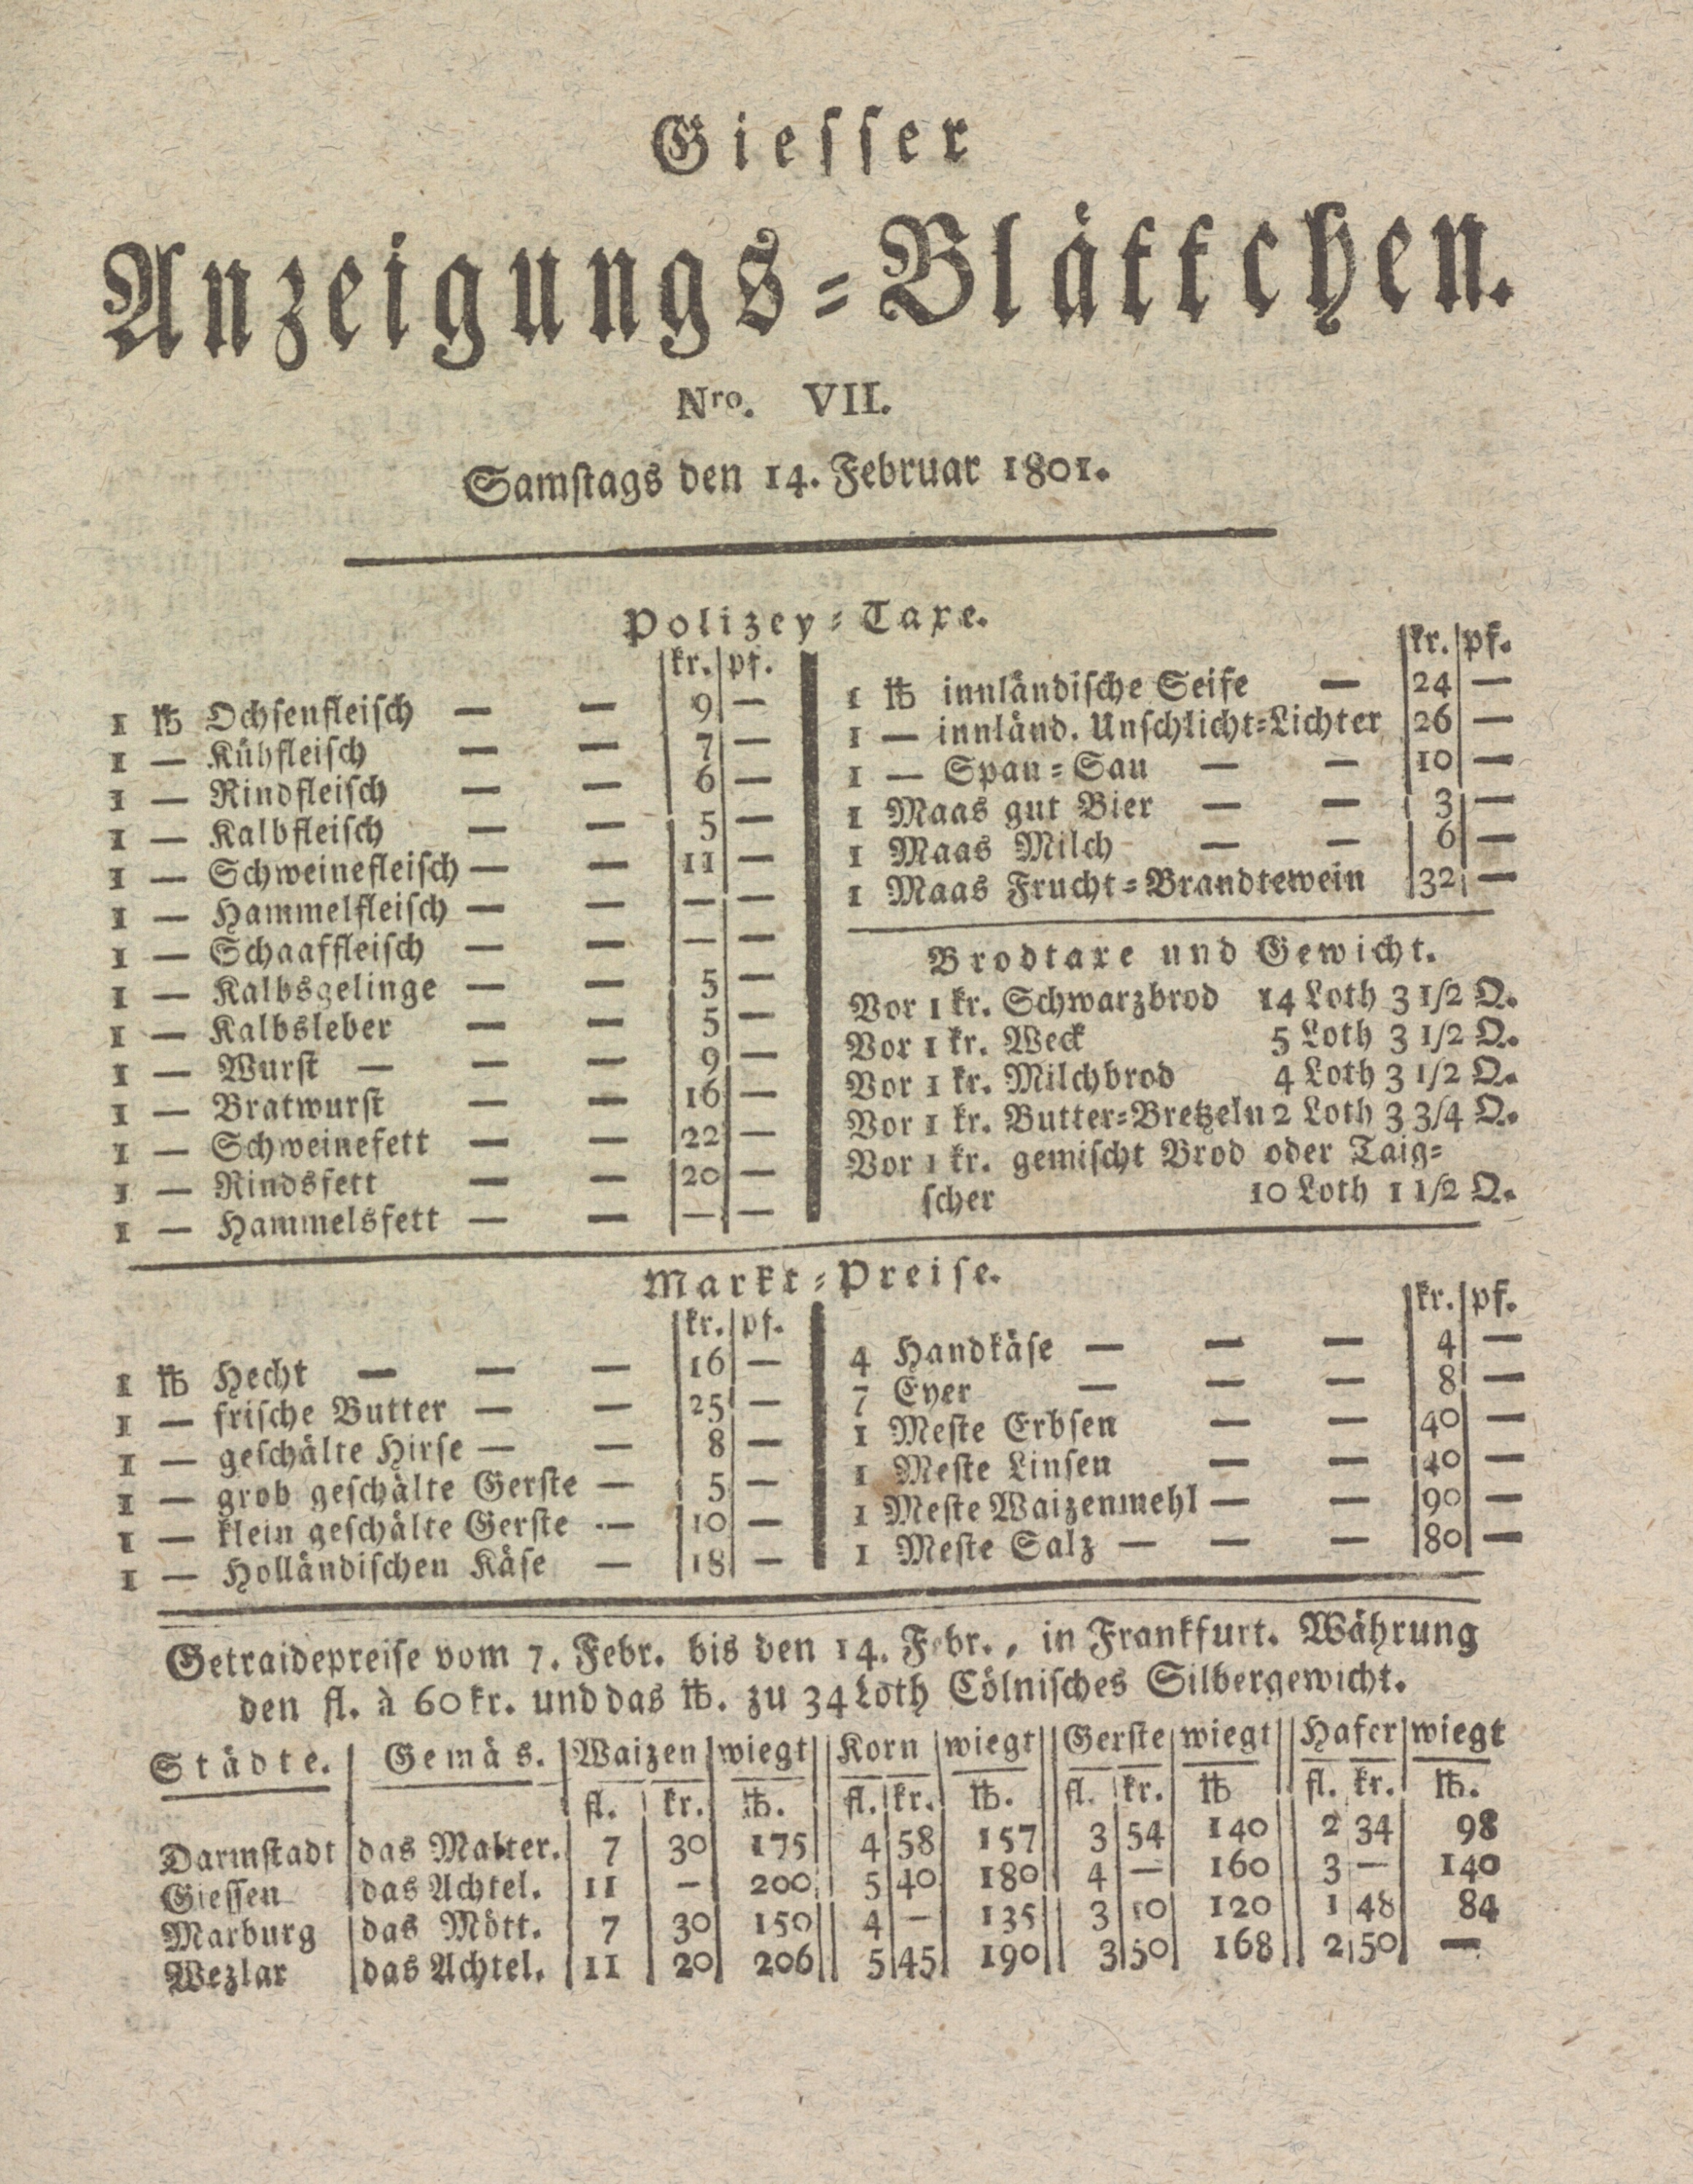 Giesser
Anzeigungs-Blättchen.
Nro. VII.
Samstags den 14. Februar 1801.
Polizey-Taxe.
kr. pf.
1 ℔ Ochsenfleisch — — 9 —
1 — Kühfleisch — — 7 —
1 — Rindfleisch — — 6 —
1 — Kalbfleisch — — 5 —
1 — Schweinefleisch — — 11 —
1 — Hammelfleisch — — — —
1 — Schaaffleisch — — — —
1 — Kalbsgelinge — — 5 —
1 — Kalbsleber — — 5 —
1 — Wurst — — — 9 —
1 — Bratwurst — — 16 —
1 — Schweinefett — — 22 —
1 — Rindsfett — — 20 —
1 — Hammelsfett — — — —
kr. pf.
1 ℔ innländische Seife — 24 —
1 — innländ. Unschlicht-Lichter 26 —
1 — Span-Sau — — 10 —
1 Maas gut Bier — — 3 —
1 Maas Milch — — 6 —
1 Maas Frucht-Brandtewein 32 —
Brodtaxe und Gewicht.
Vor 1 kr. Schwarzbrod 14 Loth 3 1/2 Q.
Vor 1 kr. Weck 5 Loth 3 1/2 Q.
Vor 1 kr. Milchbrod 4 Loth 3 1/2 Q.
Vor 1 kr. Butter-Bretzeln 2 Loth 3 3/4 Q.
Vor 1 kr. gemischt Brod oder Taig-
scher 10 Loth 1 1/2 Q.
Markt-Preise.
kr. pf.
1 ℔ Hecht — — — 16 —
1 — frische Butter — — 25 —
1 — geschälte Hirse — — 8 —
1 — grob geschälte Gerste — 5 —
1 — klein geschälte Gerste — 10 —
1 — Holländischen Käse — 18 —
kr. pf.
4 Handkäse — — — 4 —
7 Eyer — — — 8 —
1 Meste Erbsen — — 40 —
1 Meste Linsen — — 40 —
1 Meste Waizenmehl — — 90 —
1 Meste Salz — — — 80 —
Getraidepreise vom 7. Febr. bis den 14. Febr., in Frankfurt. Währung
den fl. à 60 kr. und das ℔. zu 34 Loth Cölnisches Silbergewicht.
Städte. Gemäs. Waizen wiegt Korn wiegt Gerste wiegt Hafer wiegt
fl. kr. ℔. fl. kr. ℔. fl. kr. ℔ fl. kr. ℔.
Darmstadt das Malter. 7 30 175 4 58 157 3 54 140 2 34 98
Giessen das Achtel. 11 — 200 5 40 180 4 — 160 3 — 140
Marburg das Mött. 7 30 150 4 — 135 3 10 120 1 48 84
Wezlar das Achtel. 11 20 206 5 45 190 3 50 168 2 50 —